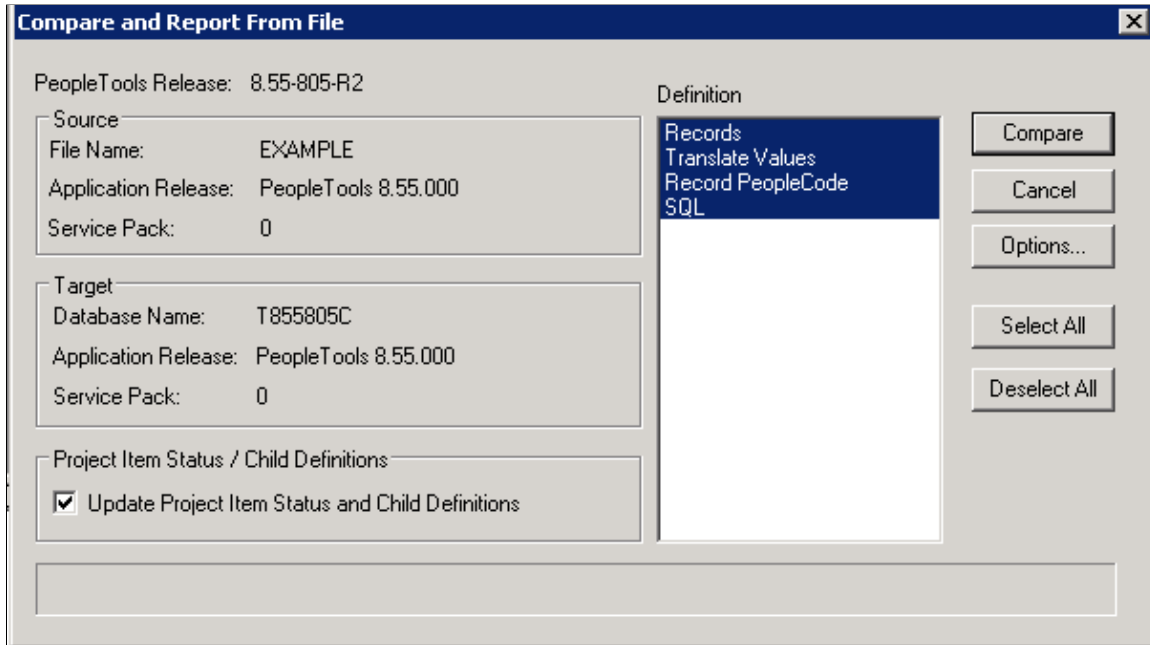 Compare and Report From File
PeopleTools Release: 8.55-805-R2
Source
File Name: EXAMPLE
Application Release: PeopleTools 8.55.000
Service Pack: 0
Target
Database Name: T855805C
Application Release: PeopleTools 8.55.000
Service Pack: 0
Project Item Status / Child Definitions
Update Project Item Status and Child Definitions
Definition
Records
Translate Values
Record PeopleCode
SQL
Compare
Cancel
Options...
Select All
Deselect All